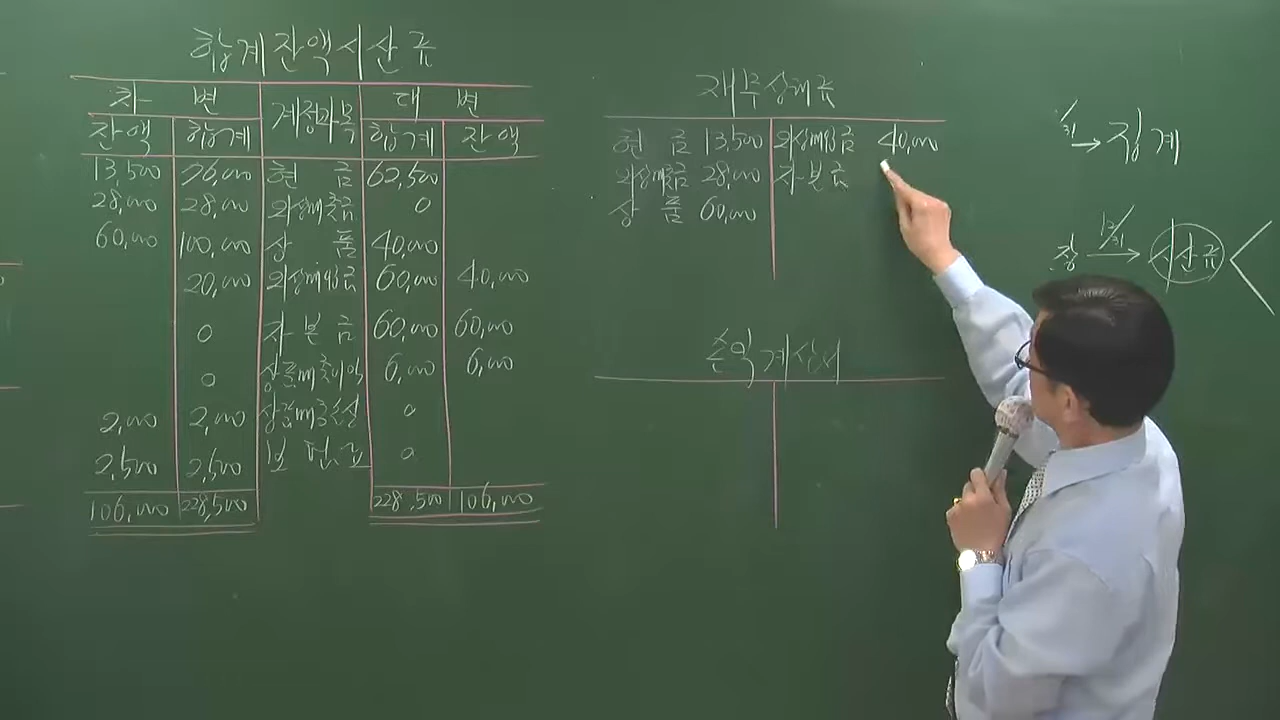 합계잔액시산표
차 변 계정과목 대 변
잔액 합계 합계 잔액
13,500 76,000 현 금 62,500
28,000 28,000 외상매출금 0
60,000 100,000 상 품 40,000
20,000 외상매입금 60,000 40,000
0 자 본 금 60,000 60,000
0 상품매출이익 6,000 6,000
2,000 2,000 상품매출손실 0
2,500 2,500 보 험 료 0
106,000 228,500 228,500 106,000
재무상태표
현 금 13,500 외상매입금 40,000
외상매출금 28,000 자본금
상 품 60,000
손익계산서
1/31 → 집계
장 12/31 → 시산표